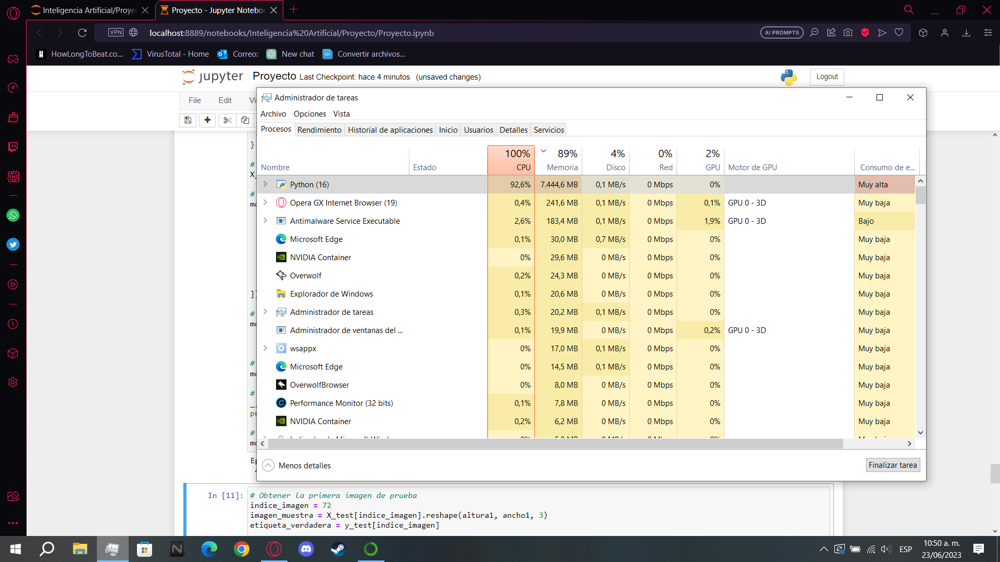 Inteligencia Artificial/Proye
Proyecto - Jupyter Notebo
VPN
localhost:8889/notebooks/Inteligencia%20Artificial/Proyecto/Proyecto.ipynb
AI PROMPTS
HowLongToBeat.co...
VirusTotal - Home
Correo:
New chat
Convertir archivos...
jupyter
Proyecto Last Checkpoint: hace 4 minutos (unsaved changes)
Logout
File
Edit
Vi
Administrador de tareas
Archivo Opciones Vista
Procesos Rendimiento Historial de aplicaciones Inicio Usuarios Detalles Servicios
100% 89% 4% 0% 2%
Nombre Estado CPU Memoria Disco Red GPU Motor de GPU Consumo de e...
Python (16) 92,6% 7.444,6 MB 0,1 MB/s 0 Mbps 0% Muy alta
Opera GX Internet Browser (19) 0,4% 241,6 MB 0,1 MB/s 0 Mbps 0,1% GPU 0 - 3D Muy baja
Antimalware Service Executable 2,6% 183,4 MB 0,1 MB/s 0 Mbps 1,9% GPU 0 - 3D Bajo
Microsoft Edge 0,1% 30,0 MB 0,7 MB/s 0 Mbps 0% Muy baja
NVIDIA Container 0% 29,6 MB 0 MB/s 0 Mbps 0% Muy baja
Overwolf 0,2% 24,3 MB 0 MB/s 0 Mbps 0% Muy baja
Explorador de Windows 0,1% 20,6 MB 0 MB/s 0 Mbps 0% Muy baja
Administrador de tareas 0,3% 20,2 MB 0,1 MB/s 0 Mbps 0% Muy baja
Administrador de ventanas del ... 0,1% 19,9 MB 0 MB/s 0 Mbps 0,2% GPU 0 - 3D Muy baja
wsappx 0% 17,0 MB 0,1 MB/s 0 Mbps 0% Muy baja
Microsoft Edge 0% 14,5 MB 0,1 MB/s 0 Mbps 0% Muy baja
OverwolfBrowser 0% 8,0 MB 0 MB/s 0 Mbps 0% Muy baja
Performance Monitor (32 bits) 0,1% 7,8 MB 0 MB/s 0 Mbps 0% Muy baja
NVIDIA Container 0,2% 6,2 MB 0 MB/s 0 Mbps 0% Muy baja
Menos detalles
Finalizar tarea
}
#
X_
#
mo
])
#
mo
#
mo
#
pr
#
mo
Ep
In [11]:
# Obtener la primera imagen de prueba
indice_imagen = 72
imagen_muestra = X_test[indice_imagen].reshape(altura1, ancho1, 3)
etiqueta_verdadera = y_test[indice_imagen]
ESP
10:50 a. m.
23/06/2023